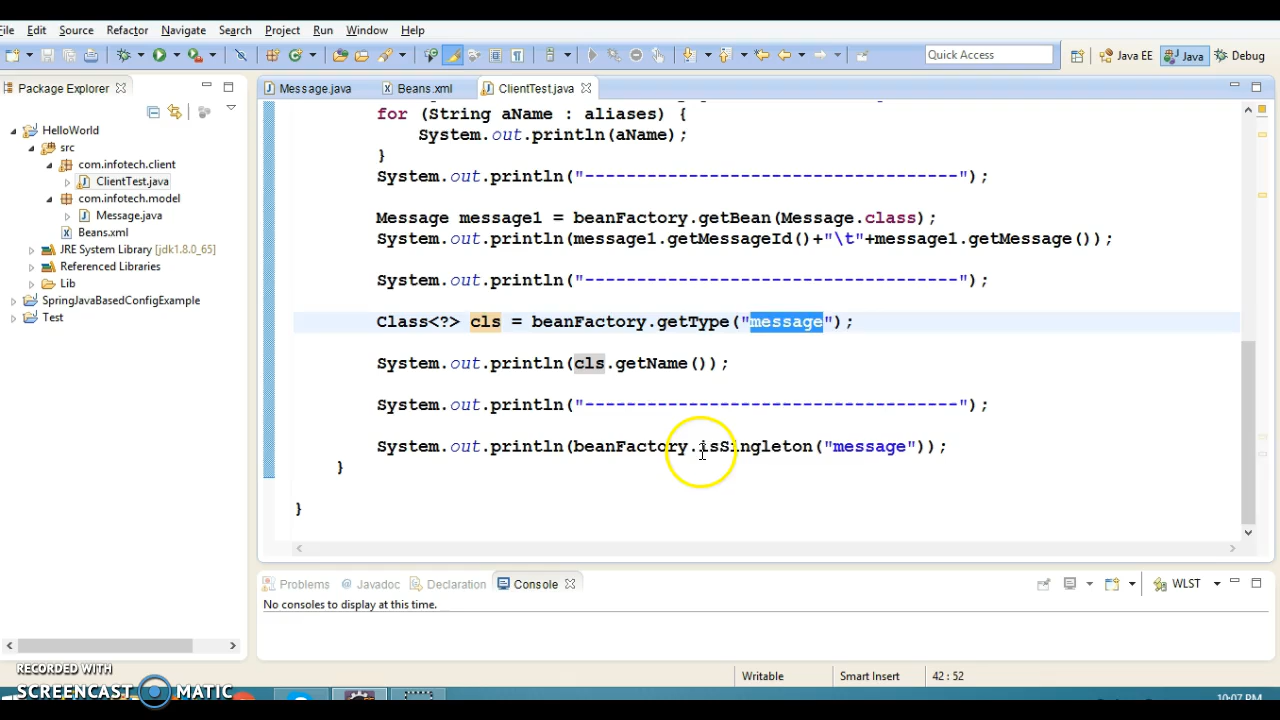 File Edit Source Refactor Navigate Search Project Run Window Help
Quick Access
Java EE
Java
Debug
Package Explorer
Message.java
Beans.xml
ClientTest.java
HelloWorld
src
com.infotech.client
ClientTest.java
com.infotech.model
Message.java
Beans.xml
JRE System Library [jdk1.8.0_65]
Referenced Libraries
Lib
SpringJavaBasedConfigExample
Test
for (String aName : aliases) {
System.out.println(aName);
}
System.out.println("------------------------------------");
Message message1 = beanFactory.getBean(Message.class);
System.out.println(message1.getMessageId()+"\t"+message1.getMessage());
System.out.println("------------------------------------");
Class<?> cls = beanFactory.getType("message");
System.out.println(cls.getName());
System.out.println("------------------------------------");
System.out.println(beanFactory.isSingleton("message"));
}
}
Problems
Javadoc
Declaration
Console
WLST
No consoles to display at this time.
Writable
Smart Insert
42 : 52
RECORDED WITH
SCREENCAST MATIC
10:07 PM